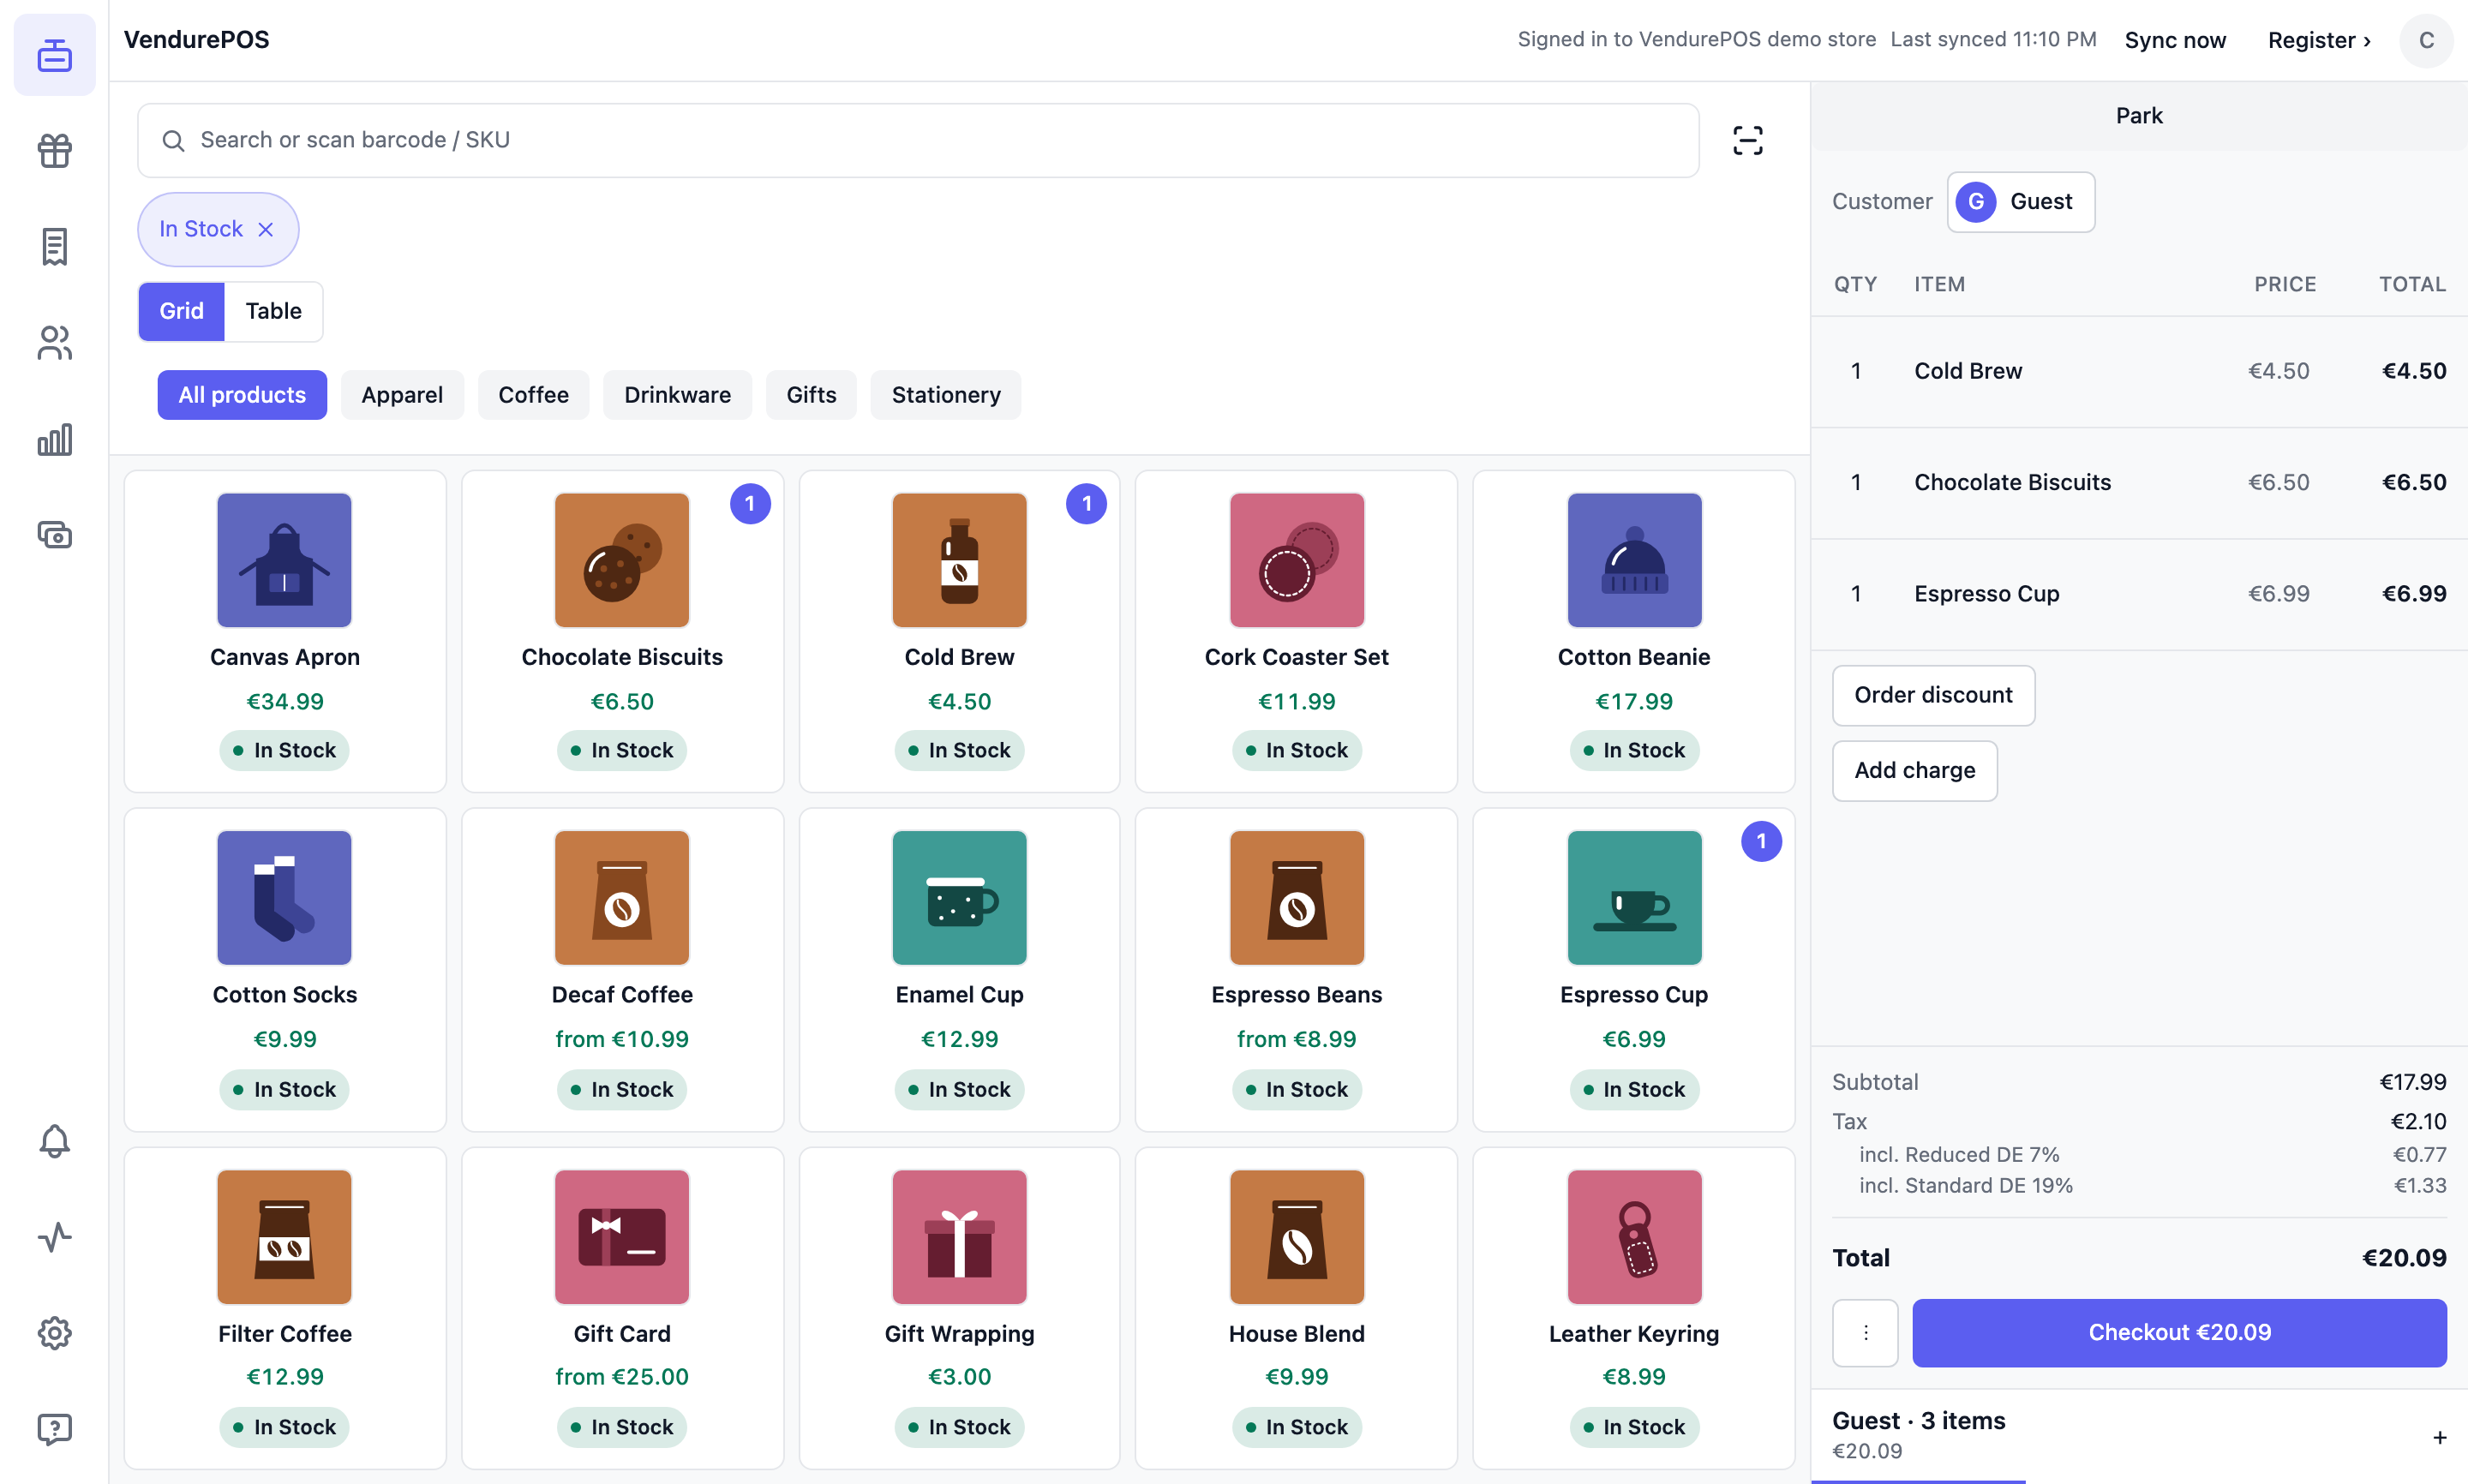 VendurePOS
Signed in to VendurePOS demo store Last synced 11:10 PM Sync now Register › C
Search or scan barcode / SKU
In Stock
Grid Table
All products Apparel Coffee Drinkware Gifts Stationery
Canvas Apron
€34.99
In Stock
1
Chocolate Biscuits
€6.50
In Stock
1
Cold Brew
€4.50
In Stock
Cork Coaster Set
€11.99
In Stock
Cotton Beanie
€17.99
In Stock
Cotton Socks
€9.99
In Stock
Decaf Coffee
from €10.99
In Stock
Enamel Cup
€12.99
In Stock
Espresso Beans
from €8.99
In Stock
1
Espresso Cup
€6.99
In Stock
Filter Coffee
€12.99
In Stock
Gift Card
from €25.00
In Stock
Gift Wrapping
€3.00
In Stock
House Blend
€9.99
In Stock
Leather Keyring
€8.99
In Stock
Park
Customer G Guest
QTY ITEM PRICE TOTAL
1 Cold Brew €4.50 €4.50
1 Chocolate Biscuits €6.50 €6.50
1 Espresso Cup €6.99 €6.99
Order discount
Add charge
Subtotal €17.99
Tax €2.10
incl. Reduced DE 7% €0.77
incl. Standard DE 19% €1.33
Total €20.09
Checkout €20.09
Guest · 3 items
€20.09
+